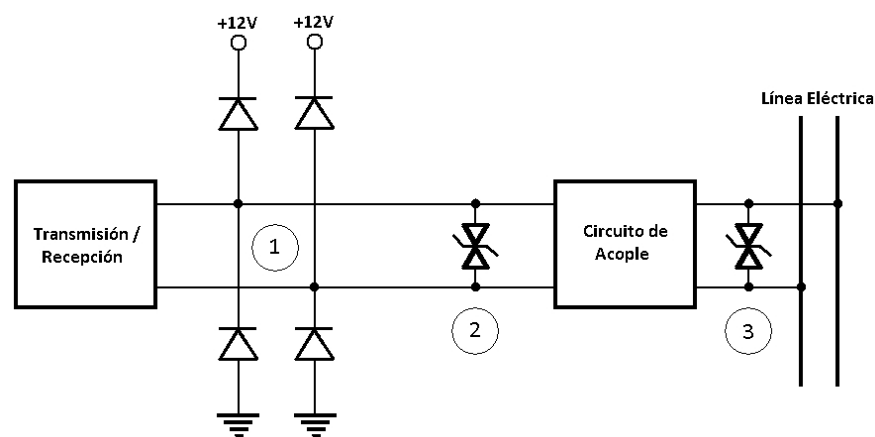 +12V
+12V
Línea Eléctrica
Transmisión /
Recepción
1
Circuito de
Acople
2
3